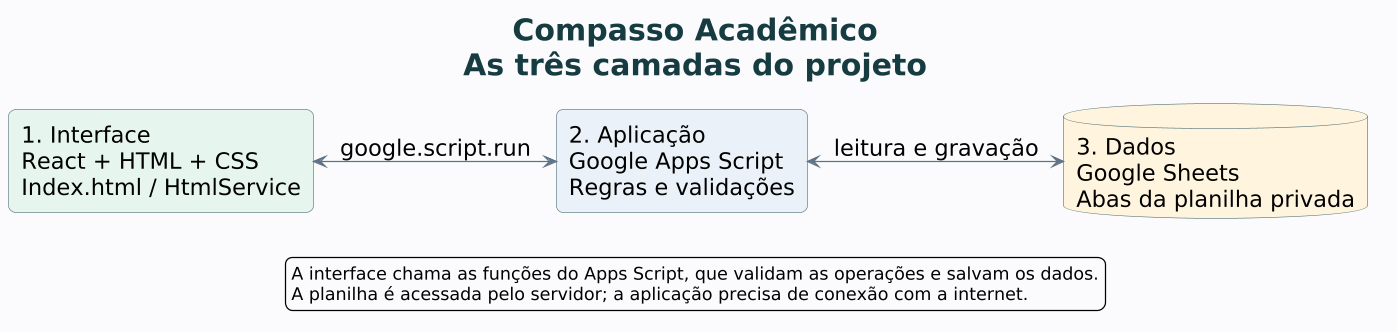 Compasso Acadêmico
As três camadas do projeto
1. Interface
React + HTML + CSS
Index.html / HtmlService
google.script.run
2. Aplicação
Google Apps Script
Regras e validações
leitura e gravação
3. Dados
Google Sheets
Abas da planilha privada
A interface chama as funções do Apps Script, que validam as operações e salvam os dados.
A planilha é acessada pelo servidor; a aplicação precisa de conexão com a internet.